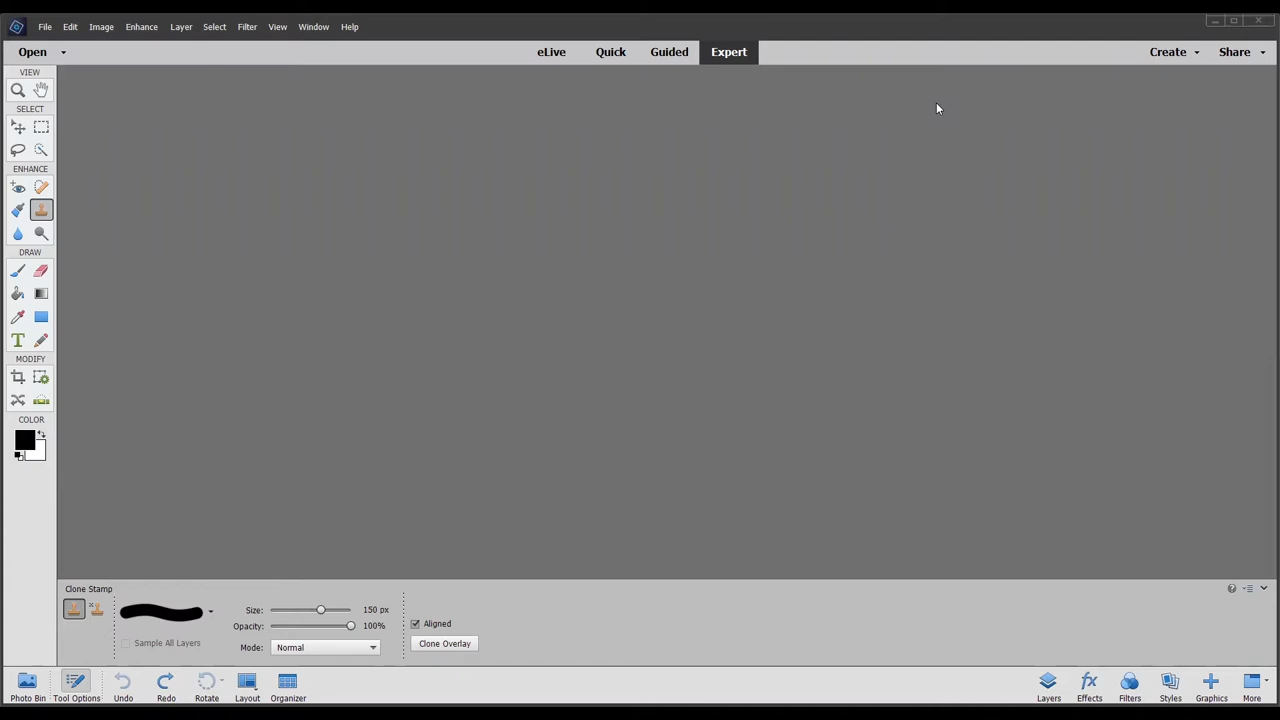 File Edit Image Enhance Layer Select Filter View Window Help
Open eLive Quick Guided Expert Create Share
VIEW
SELECT
ENHANCE
DRAW
T
MODIFY
COLOR
Clone Stamp
Size: 150 px
Opacity: 100%
Aligned
Sample All Layers
Mode: Normal
Clone Overlay
Photo Bin Tool Options Undo Redo Rotate Layout Organizer fx Layers Effects Filters Styles Graphics More